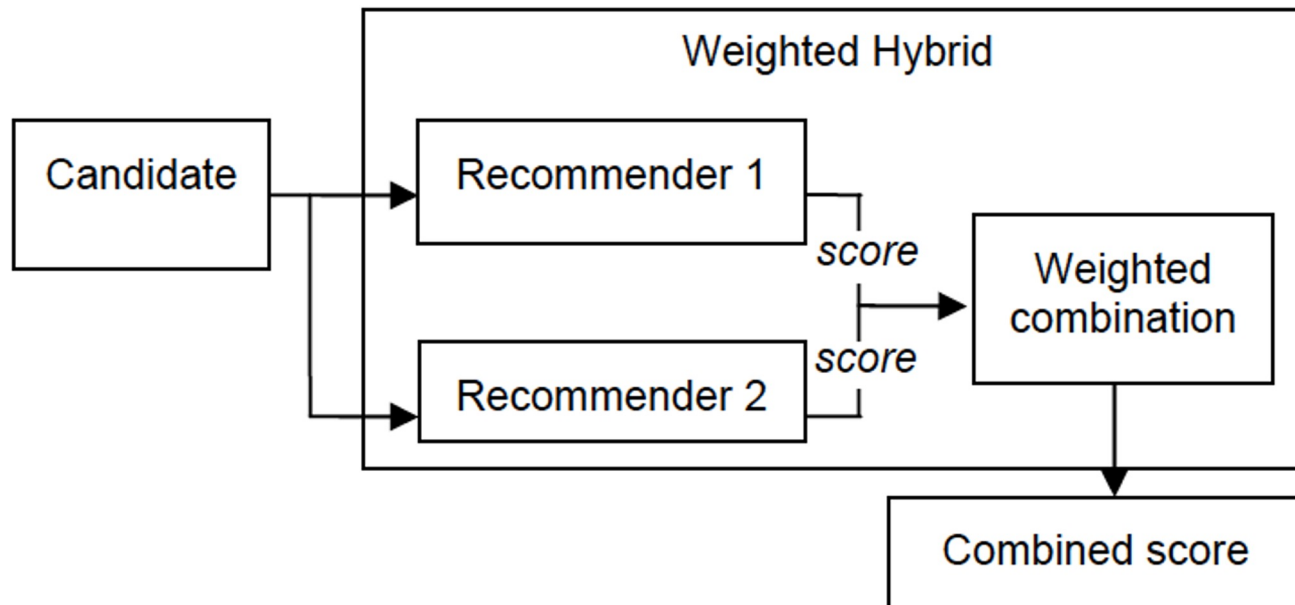 Weighted Hybrid
Candidate
Recommender 1
score
Weighted
combination
score
Recommender 2
Combined score